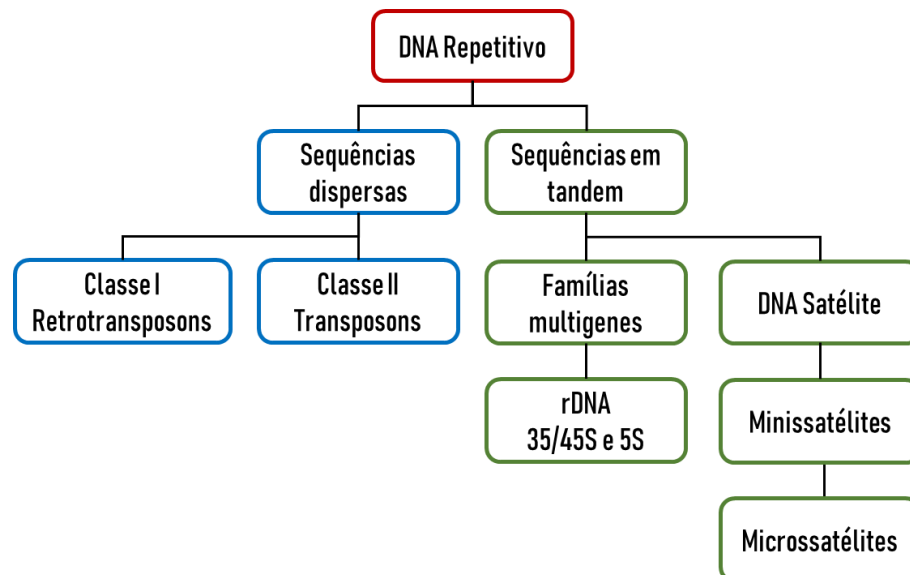 DNA Repetitivo
Sequências
dispersas
Sequências em
tandem
Classe I
Retrotransposons
Classe II
Transposons
Famílias
multigenes
DNA Satélite
rDNA
35/45S e 5S
Minissatélites
Microssatélites